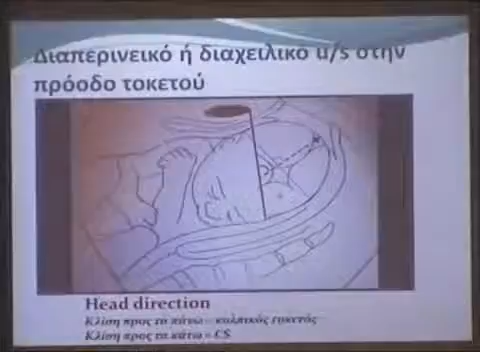 Διαπερινεικό ή διαχειλικό u/s στην
πρόοδο τοκετού
Head direction
Κλίση προς τα πάνω – κολπικός τοκετός
Κλίση προς τα κάτω = CS